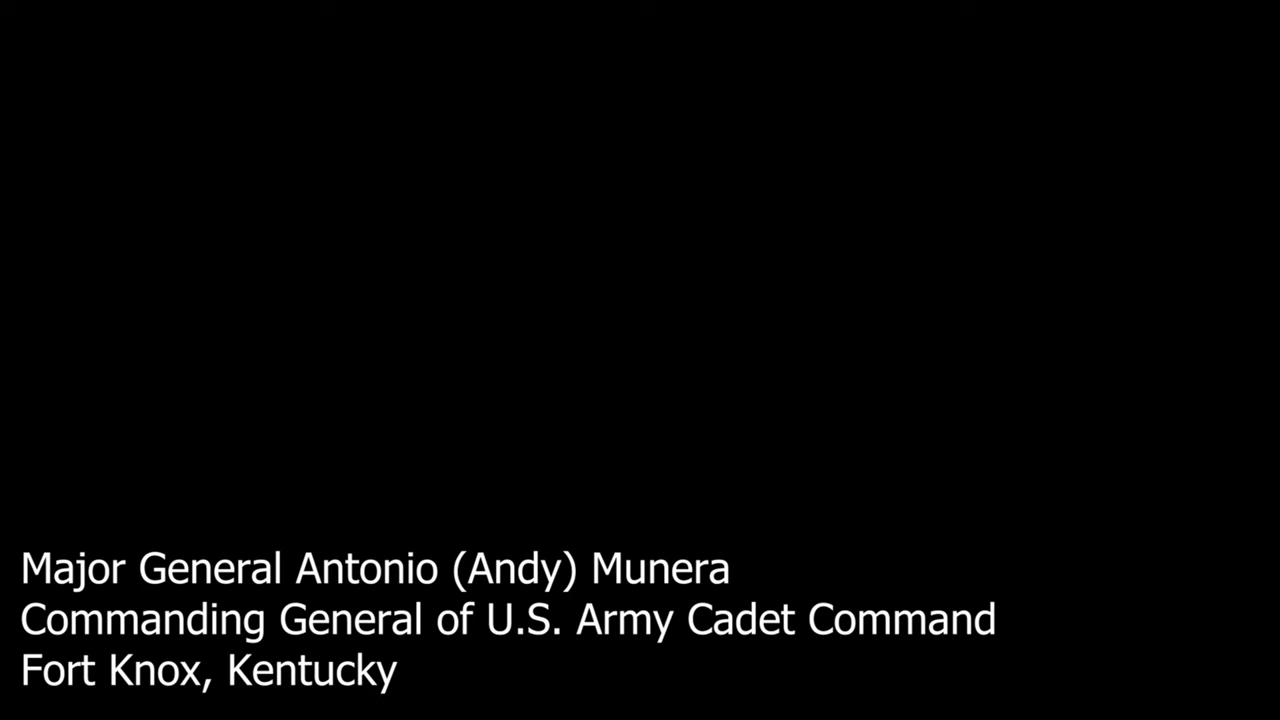 Major General Antonio (Andy) Munera
Commanding General of U.S. Army Cadet Command
Fort Knox, Kentucky